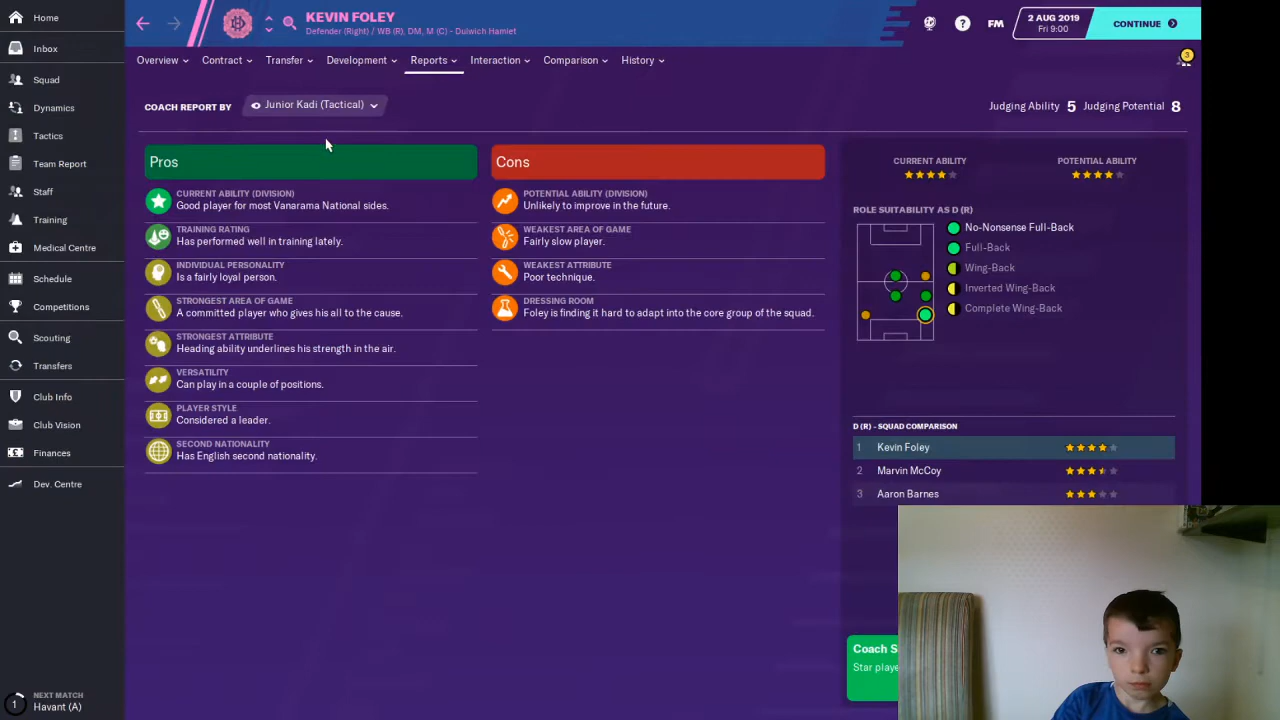 Home
Inbox
Squad
Dynamics
Tactics
Team Report
Staff
Training
Medical Centre
Schedule
Competitions
Scouting
Transfers
Club Info
Club Vision
Finances
Dev. Centre
1
NEXT MATCH
Havant (A)
KEVIN FOLEY
Defender (Right) / WB (R), DM, M (C) - Dulwich Hamlet
?
FM
2 AUG 2019
Fri 9:00
CONTINUE
Overview
Contract
Transfer
Development
Reports
Interaction
Comparison
History
3
COACH REPORT BY
Junior Kadi (Tactical)
Judging Ability 5 Judging Potential 8
Pros
CURRENT ABILITY (DIVISION)
Good player for most Vanarama National sides.
TRAINING RATING
Has performed well in training lately.
INDIVIDUAL PERSONALITY
Is a fairly loyal person.
STRONGEST AREA OF GAME
A committed player who gives his all to the cause.
STRONGEST ATTRIBUTE
Heading ability underlines his strength in the air.
VERSATILITY
Can play in a couple of positions.
PLAYER STYLE
Considered a leader.
SECOND NATIONALITY
Has English second nationality.
Cons
POTENTIAL ABILITY (DIVISION)
Unlikely to improve in the future.
WEAKEST AREA OF GAME
Fairly slow player.
WEAKEST ATTRIBUTE
Poor technique.
DRESSING ROOM
Foley is finding it hard to adapt into the core group of the squad.
CURRENT ABILITY
POTENTIAL ABILITY
ROLE SUITABILITY AS D (R)
No-Nonsense Full-Back
Full-Back
Wing-Back
Inverted Wing-Back
Complete Wing-Back
D (R) - SQUAD COMPARISON
1 Kevin Foley
2 Marvin McCoy
3 Aaron Barnes
Coach S
Star playe